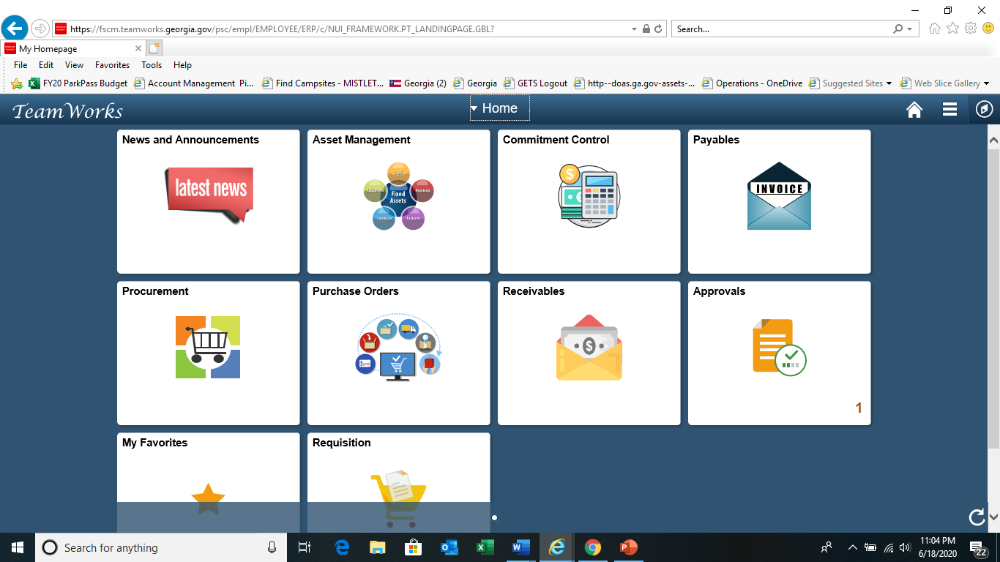 https://fscm.teamworks.georgia.gov/psc/empl/EMPLOYEE/ERP/c/NUI_FRAMEWORK.PT_LANDINGPAGE.GBL?
Search...
My Homepage
File Edit View Favorites Tools Help
FY20 ParkPass Budget Account Management Pi... Find Campsites - MISTLET... Georgia (2) Georgia GETS Logout http--doas.ga.gov-assets-... Operations - OneDrive Suggested Sites Web Slice Gallery
TeamWorks
Home
News and Announcements Asset Management Commitment Control Payables
latest news
Fixed
Assets
Buildings
Furniture
INVOICE
Procurement Purchase Orders Receivables Approvals
1
My Favorites Requisition
Search for anything
11:04 PM
6/18/2020
22